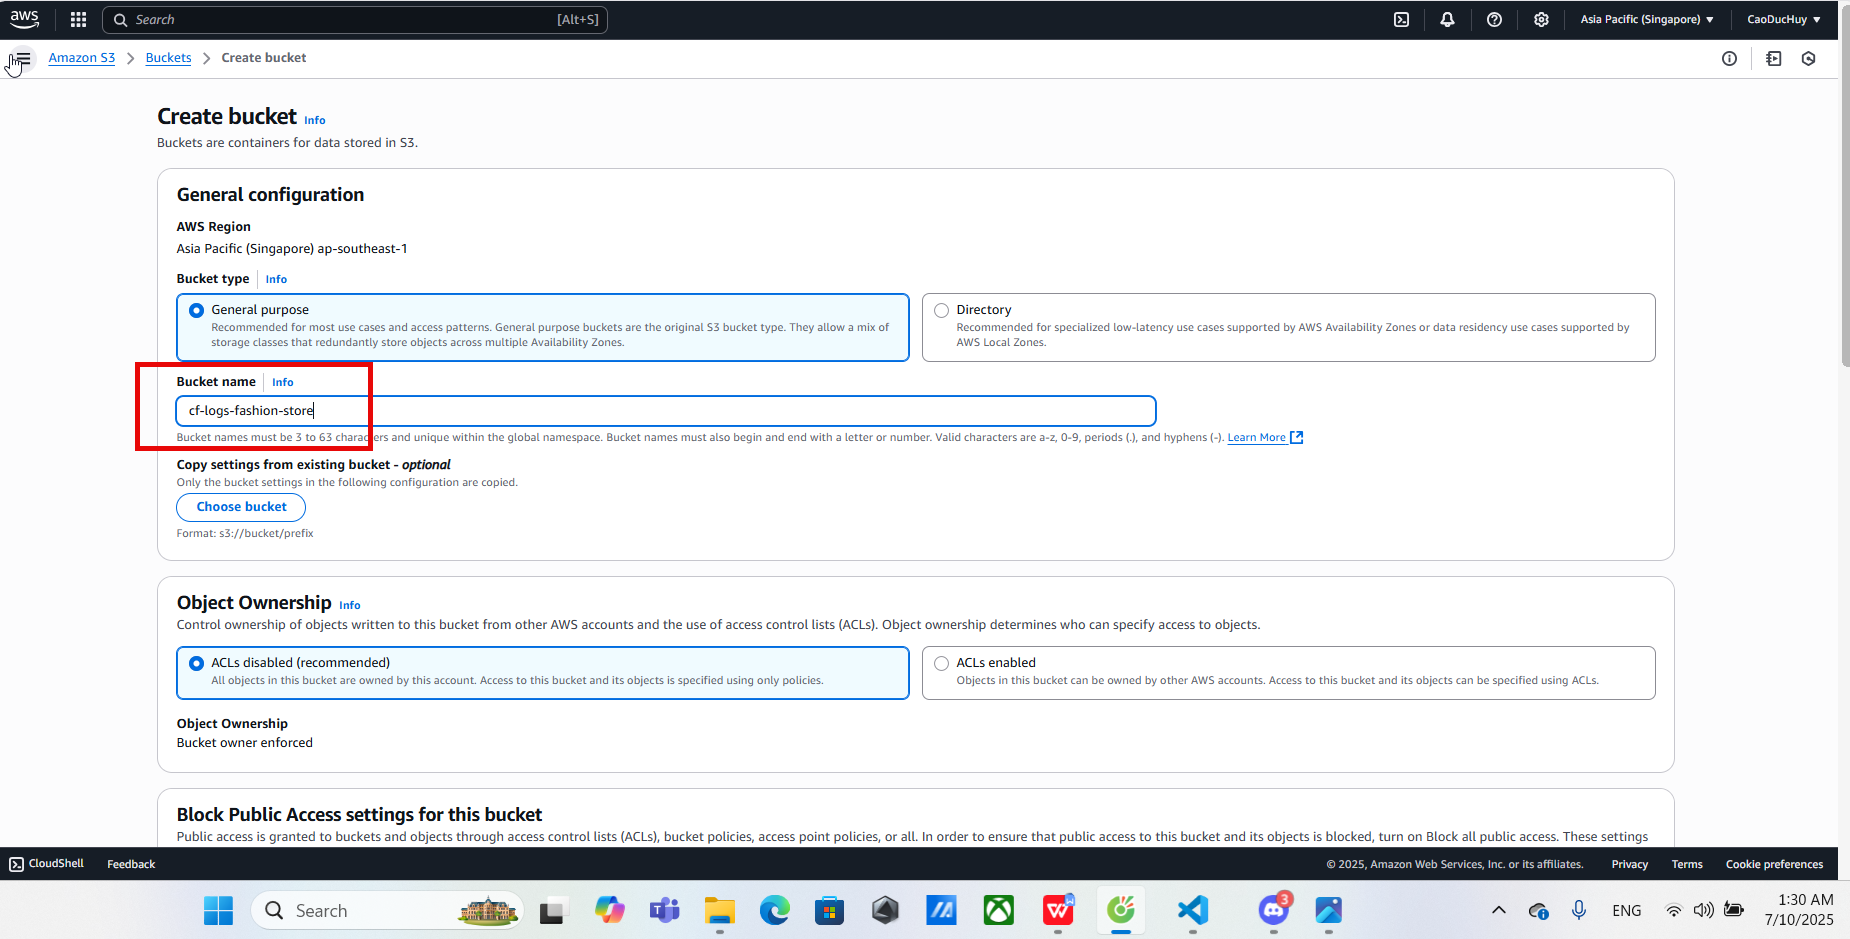 aws
Search
[Alt+S]
Asia Pacific (Singapore)
CaoDucHuy
Amazon S3
Buckets
Create bucket
Create bucket Info
Buckets are containers for data stored in S3.
General configuration
AWS Region
Asia Pacific (Singapore) ap-southeast-1
Bucket type Info
General purpose
Recommended for most use cases and access patterns. General purpose buckets are the original S3 bucket type. They allow a mix of
storage classes that redundantly store objects across multiple Availability Zones.
Directory
Recommended for specialized low-latency use cases supported by AWS Availability Zones or data residency use cases supported by
AWS Local Zones.
Bucket name Info
cf-logs-fashion-store
Bucket names must be 3 to 63 characters and unique within the global namespace. Bucket names must also begin and end with a letter or number. Valid characters are a-z, 0-9, periods (.), and hyphens (-). Learn More
Copy settings from existing bucket - optional
Only the bucket settings in the following configuration are copied.
Choose bucket
Format: s3://bucket/prefix
Object Ownership Info
Control ownership of objects written to this bucket from other AWS accounts and the use of access control lists (ACLs). Object ownership determines who can specify access to objects.
ACLs disabled (recommended)
All objects in this bucket are owned by this account. Access to this bucket and its objects is specified using only policies.
ACLs enabled
Objects in this bucket can be owned by other AWS accounts. Access to this bucket and its objects can be specified using ACLs.
Object Ownership
Bucket owner enforced
Block Public Access settings for this bucket
Public access is granted to buckets and objects through access control lists (ACLs), bucket policies, access point policies, or all. In order to ensure that public access to this bucket and its objects is blocked, turn on Block all public access. These settings
CloudShell
Feedback
© 2025, Amazon Web Services, Inc. or its affiliates.
Privacy
Terms
Cookie preferences
Search
3
ENG
1:30 AM
7/10/2025